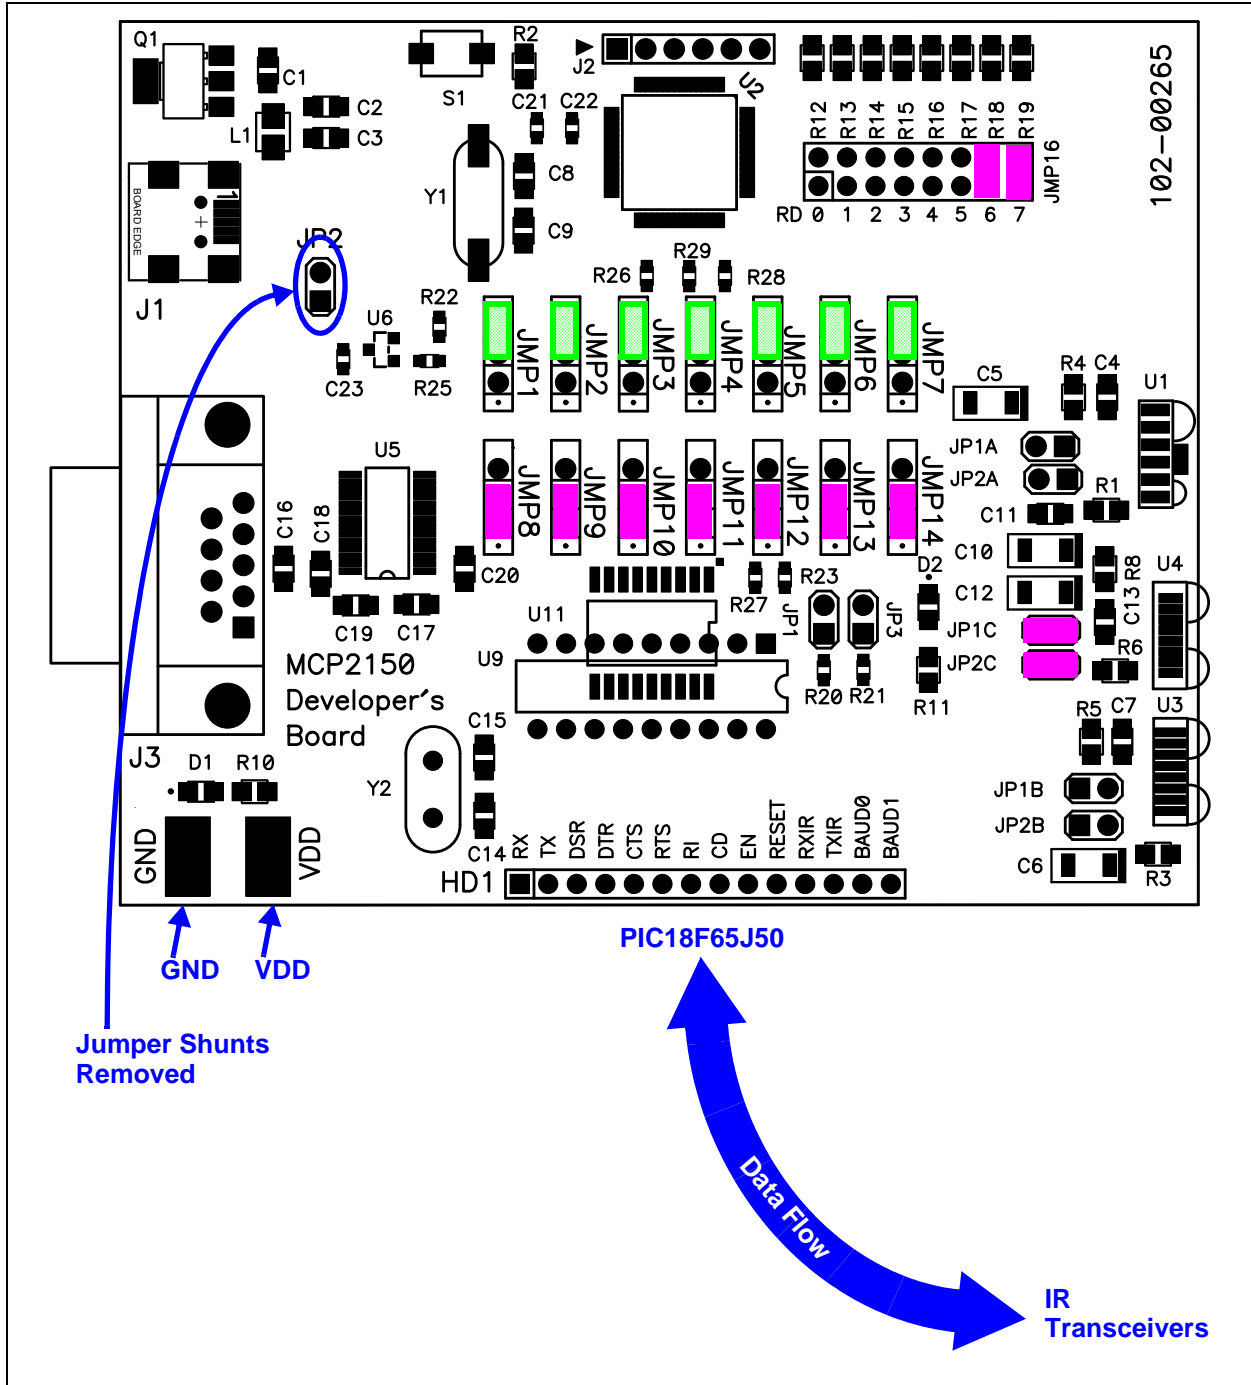 Q1
C1
C2
C3
L1
S1
R2
C21
C22
J2
U2
R12
R13
R14
R15
R16
R17
R18
R19
JMP16
RD 0 1 2 3 4 5 6 7
102-00265
BOARD EDGE
1
J1
JP2
Y1
C8
C9
R26
R29
R28
R22
U6
C23
R25
JMP1
JMP2
JMP3
JMP4
JMP5
JMP6
JMP7
C5
R4
C4
U1
JP1A
JP2A
R1
C11
U5
C16
C18
C20
C19
C17
JMP8
JMP9
JMP10
JMP11
JMP12
JMP13
JMP14
C10
C12
D2
R8
C13
U4
R27
R23
JP1
JP3
JP1C
JP2C
R6
U11
U9
R20
R21
R11
MCP2150
Developer's
Board
R5
C7
U3
J3
D1
R10
Y2
C15
C14
JP1B
JP2B
C6
R3
GND
VDD
HD1
RX
TX
DSR
DTR
CTS
RTS
RI
CD
EN
RESET
RXIR
TXIR
BAUD0
BAUD1
GND
VDD
PIC18F65J50
Jumper Shunts
Removed
Data Flow
IR
Transceivers